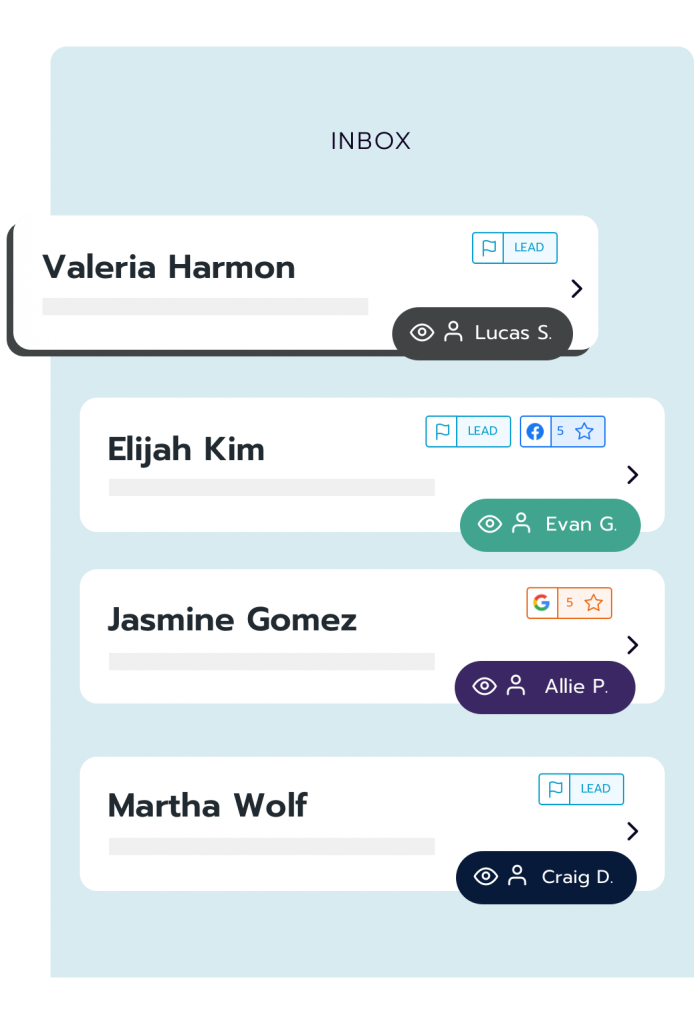 INBOX
Valeria Harmon
LEAD
Lucas S.
Elijah Kim
LEAD
5
Evan G.
Jasmine Gomez
5
Allie P.
Martha Wolf
LEAD
Craig D.